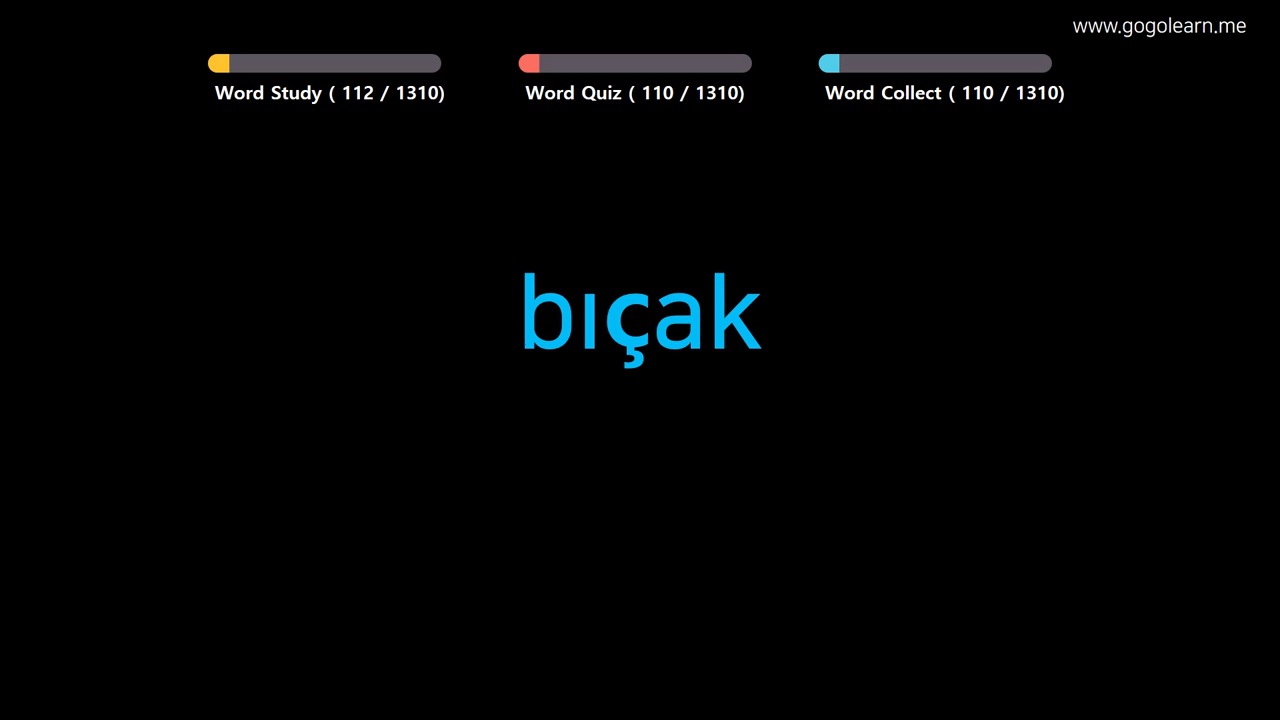 www.gogolearn.me
Word Study ( 112 / 1310)
Word Quiz ( 110 / 1310)
Word Collect ( 110 / 1310)
bıçak